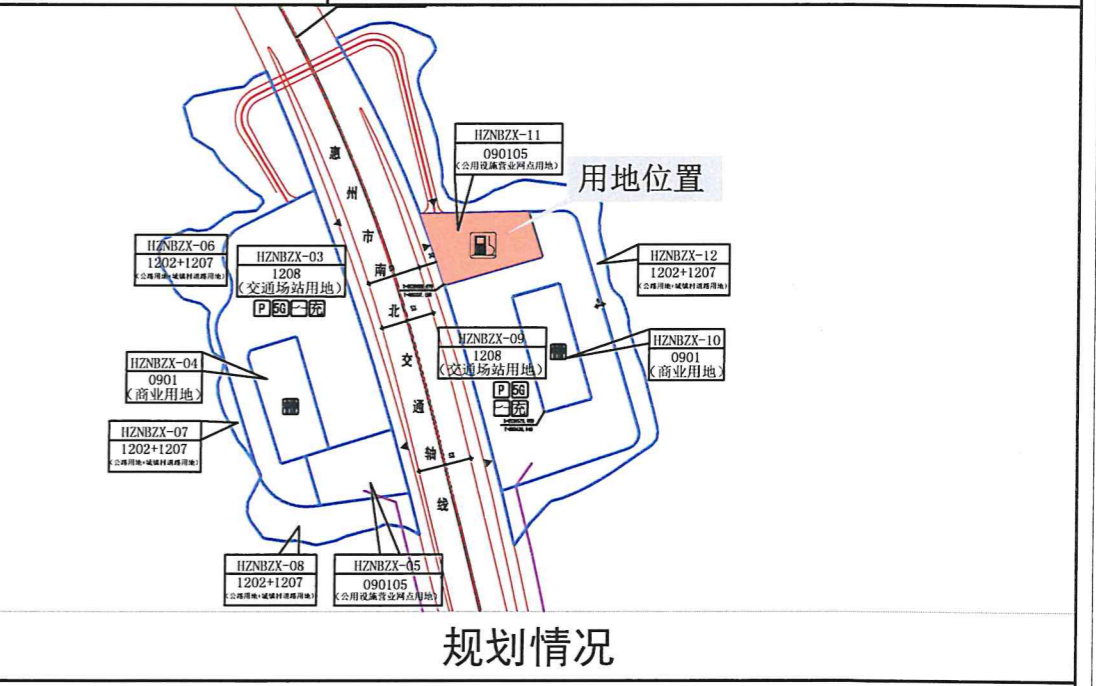 HZNBZX-11
090105
(公用设施营业网点用地)
用地位置
HZNBZX-06
1202+1207
(公路用地+城镇村道路用地)
HZNBZX-03
1208
(交通场站用地)
P 5G 充
HZNBZX-12
1202+1207
(公路用地+城镇村道路用地)
惠州市南北交通轴线
HZNBZX-09
1208
(交通场站用地)
P 5G
充
HZNBZX-10
0901
(商业用地)
HZNBZX-04
0901
(商业用地)
HZNBZX-07
1202+1207
(公路用地+城镇村道路用地)
HZNBZX-08
1202+1207
(公路用地+城镇村道路用地)
HZNBZX-05
090105
(公用设施营业网点用地)
规划情况